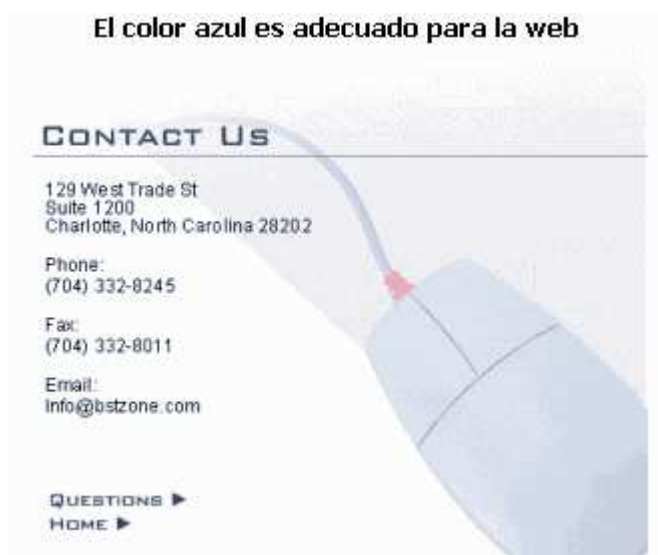 El color azul es adecuado para la web
CONTACT US
129 West Trade St
Suite 1200
Charlotte, North Carolina 28202
Phone:
(704) 332-8245
Fax:
(704) 332-8011
Email:
Info@bstzone.com
QUESTIONS ▶
HOME ▶